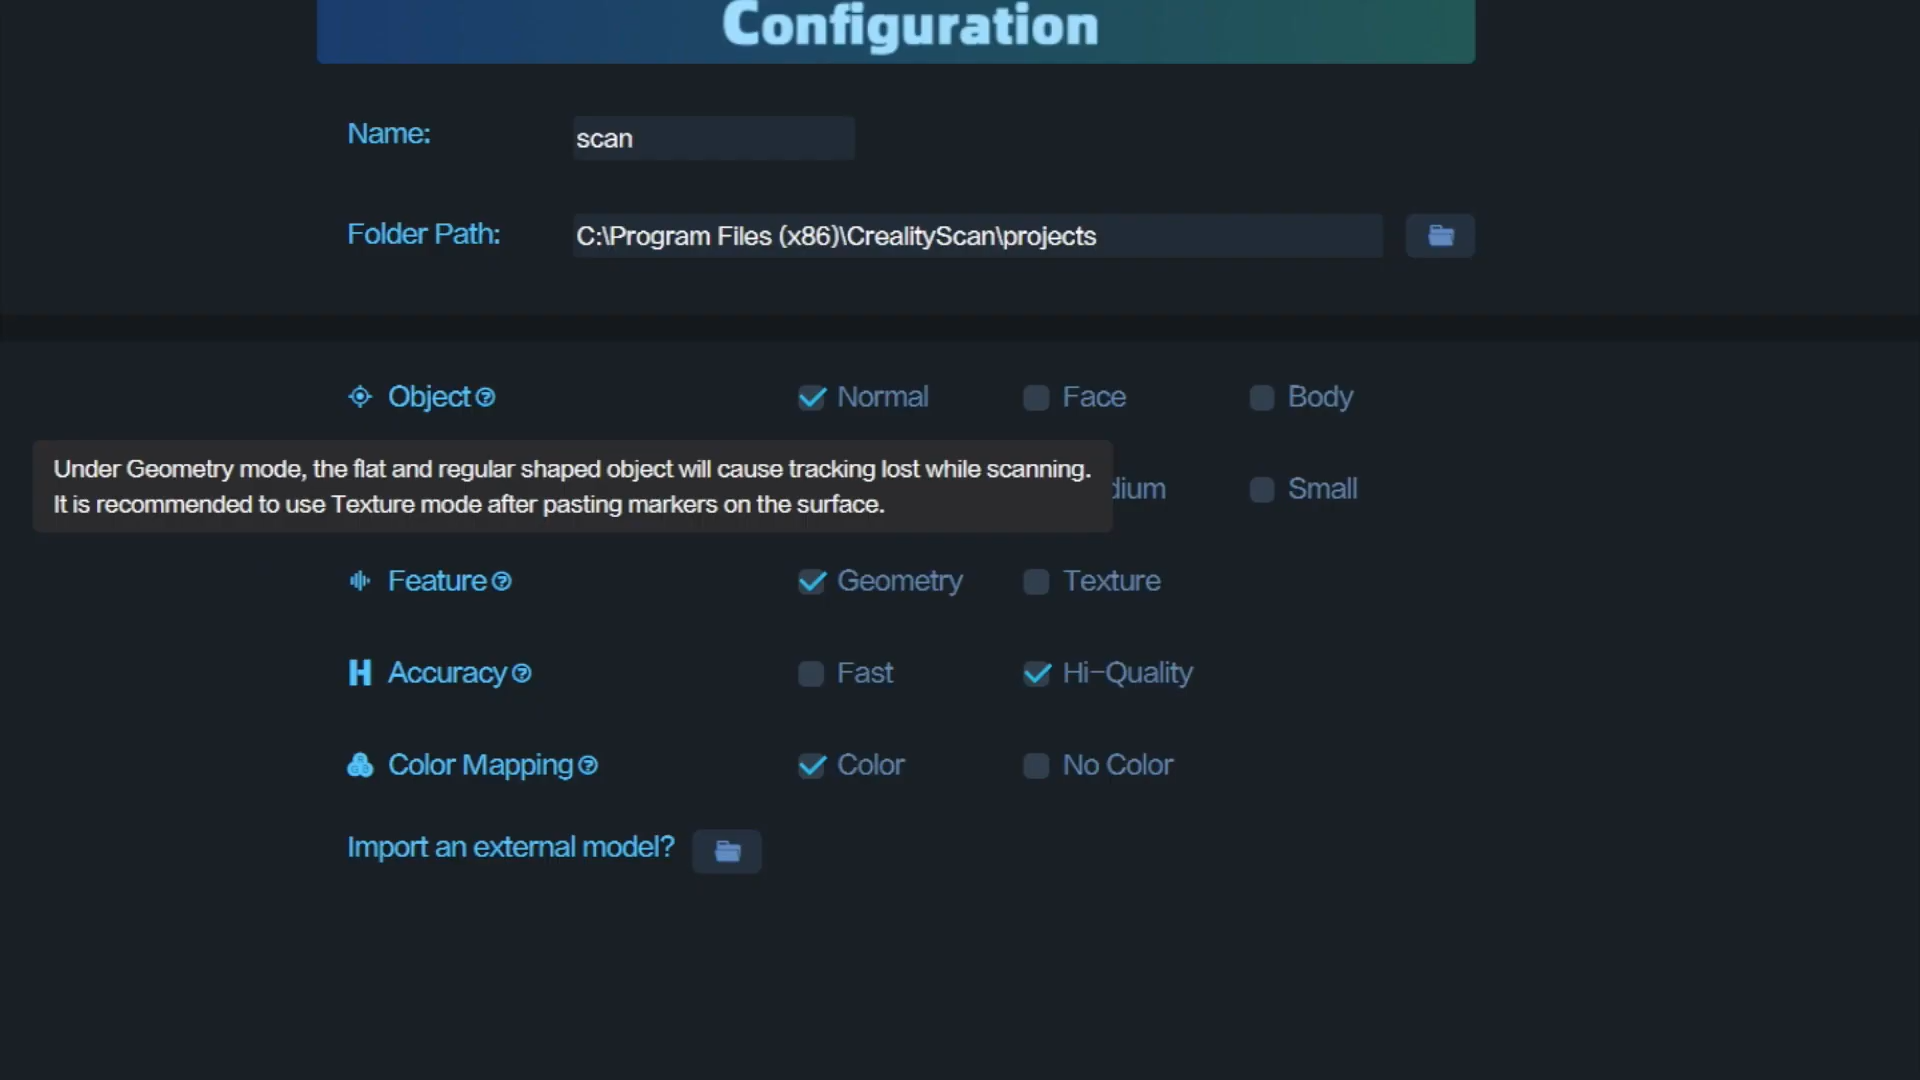 Configuration
Name: scan
Folder Path: C:\Program Files (x86)\CrealityScan\projects
Object Normal Face Body
Under Geometry mode, the flat and regular shaped object will cause tracking lost while scanning.
It is recommended to use Texture mode after pasting markers on the surface.
dium Small
Feature Geometry Texture
Accuracy Fast Hi-Quality
Color Mapping Color No Color
Import an external model?